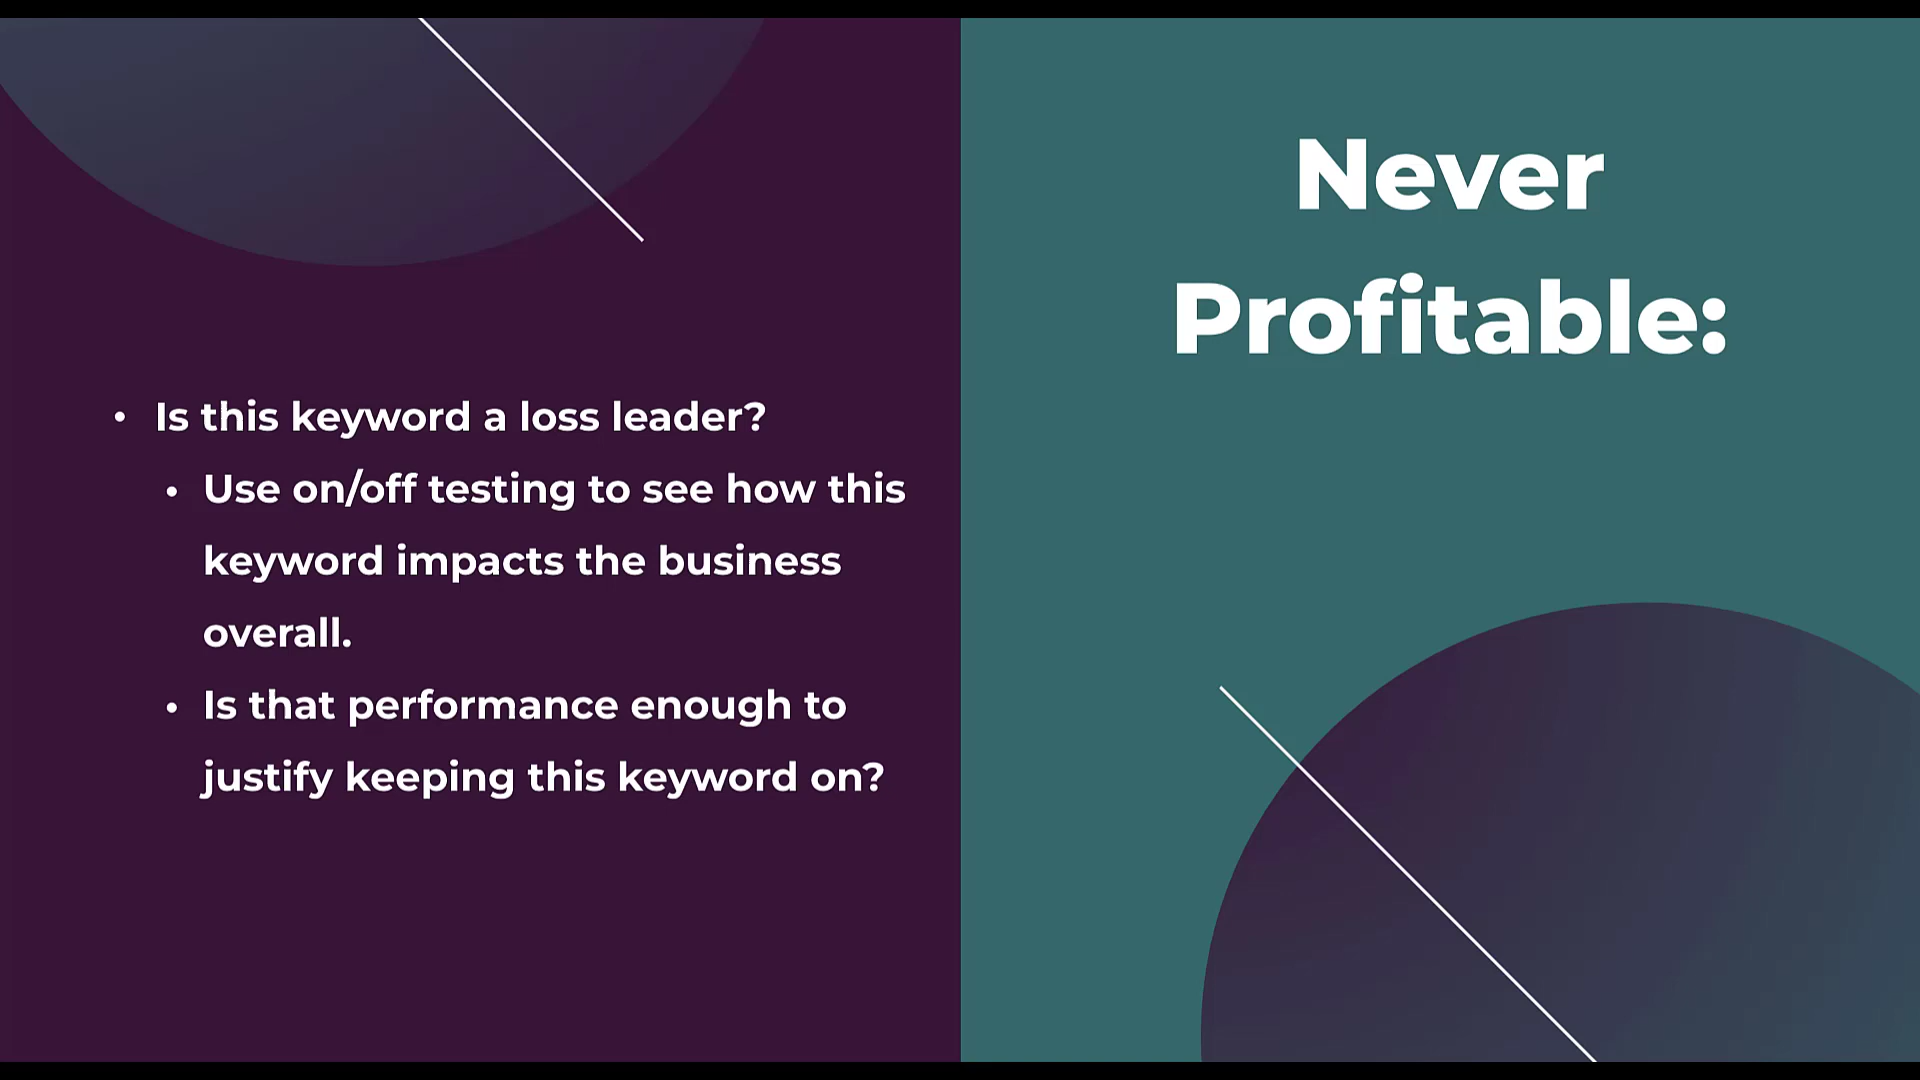 Never
Profitable:
• Is this keyword a loss leader?
• Use on/off testing to see how this
keyword impacts the business
overall.
• Is that performance enough to
justify keeping this keyword on?